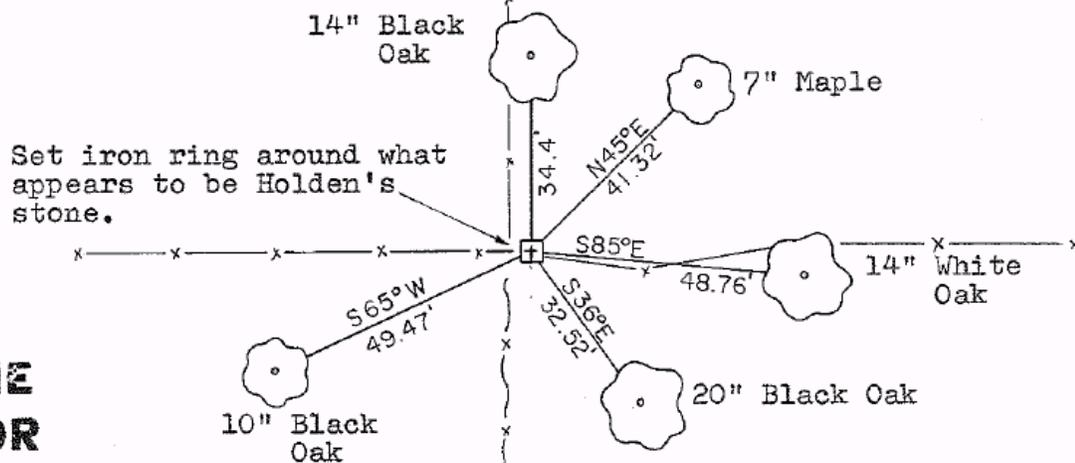 14" Black
Oak
7" Maple
N45°E
41.32'
34.4'
Set iron ring around what
appears to be Holden's
stone.
S85°E
48.76'
14" White
Oak
S65°W
49.47'
S36°E
32.52'
20" Black Oak
10" Black
Oak